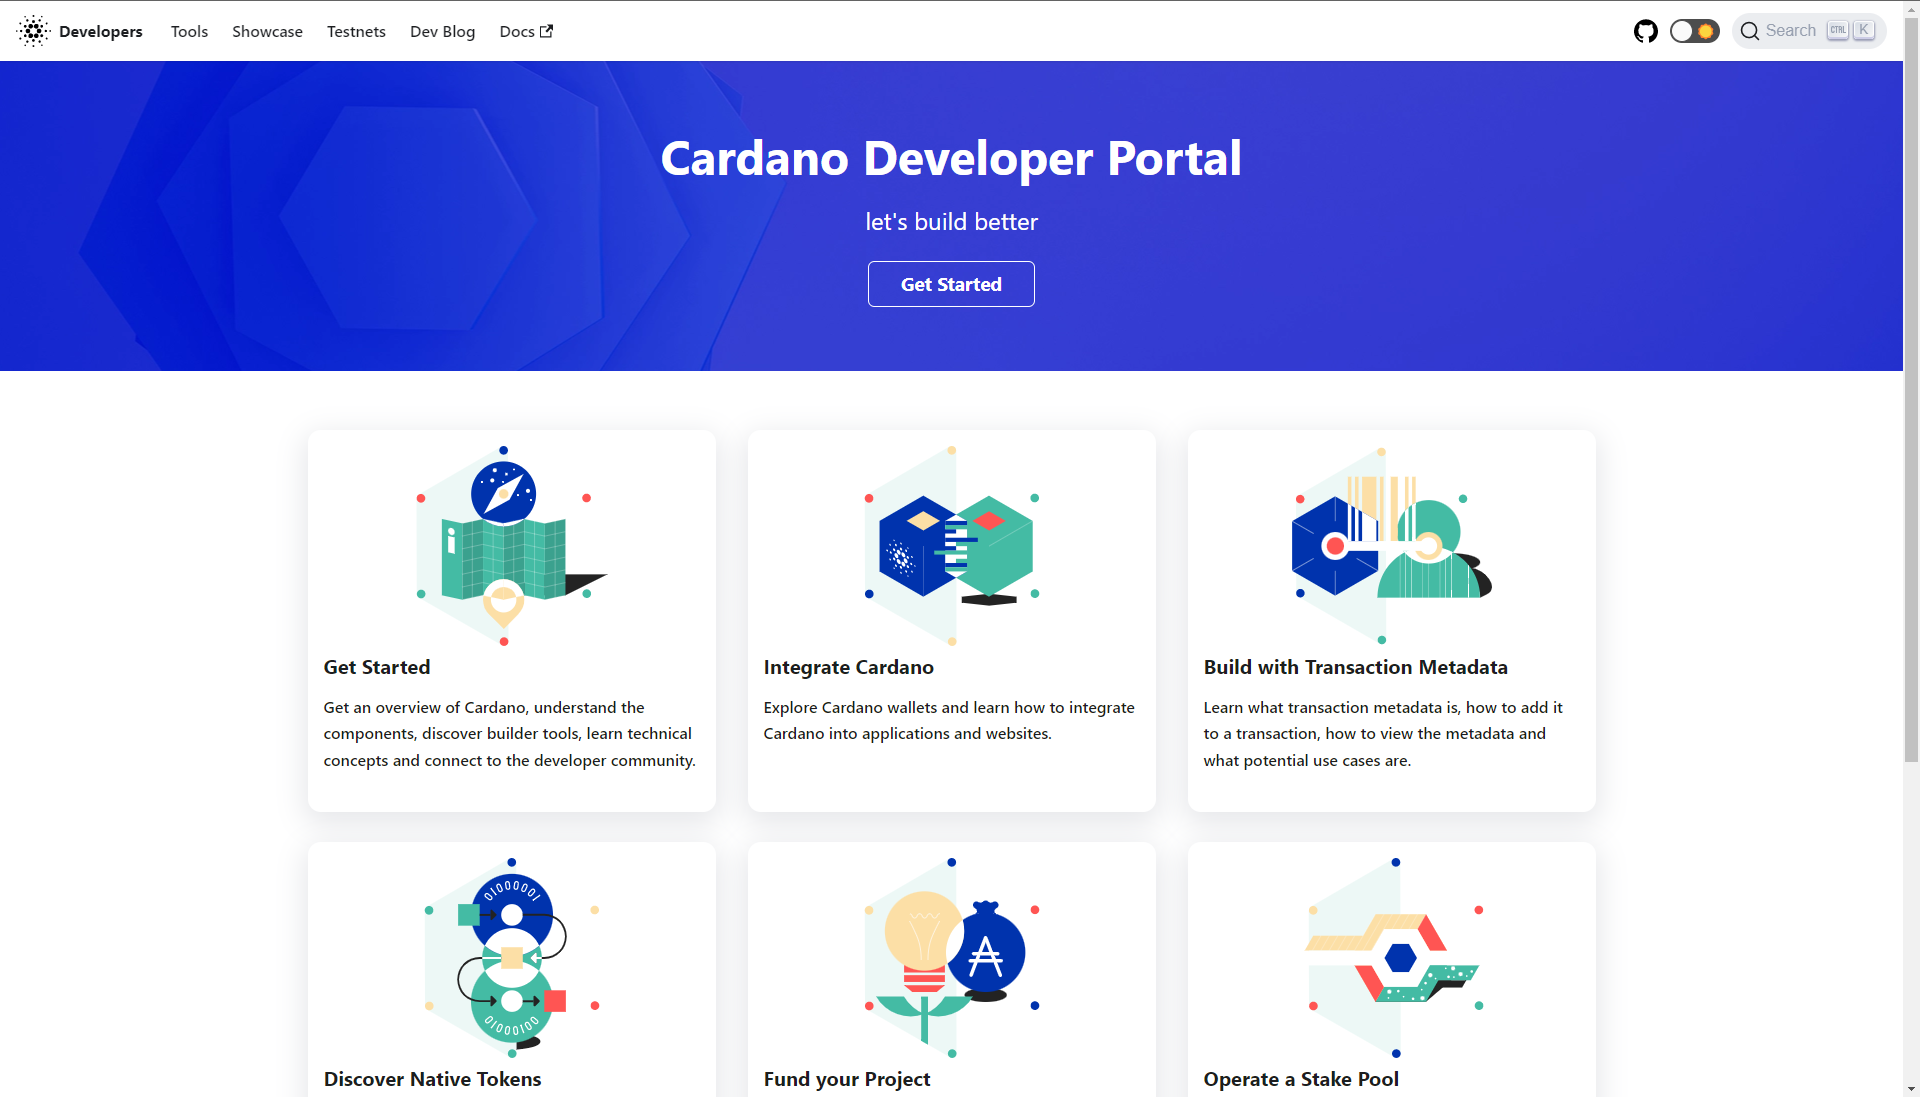 Developers Tools Showcase Testnets Dev Blog Docs Search CTRL K
Cardano Developer Portal
let's build better
Get Started
Get Started
Get an overview of Cardano, understand the
components, discover builder tools, learn technical
concepts and connect to the developer community.
Integrate Cardano
Explore Cardano wallets and learn how to integrate
Cardano into applications and websites.
Build with Transaction Metadata
Learn what transaction metadata is, how to add it
to a transaction, how to view the metadata and
what potential use cases are.
01000001
01000100
Discover Native Tokens
Fund your Project
Operate a Stake Pool